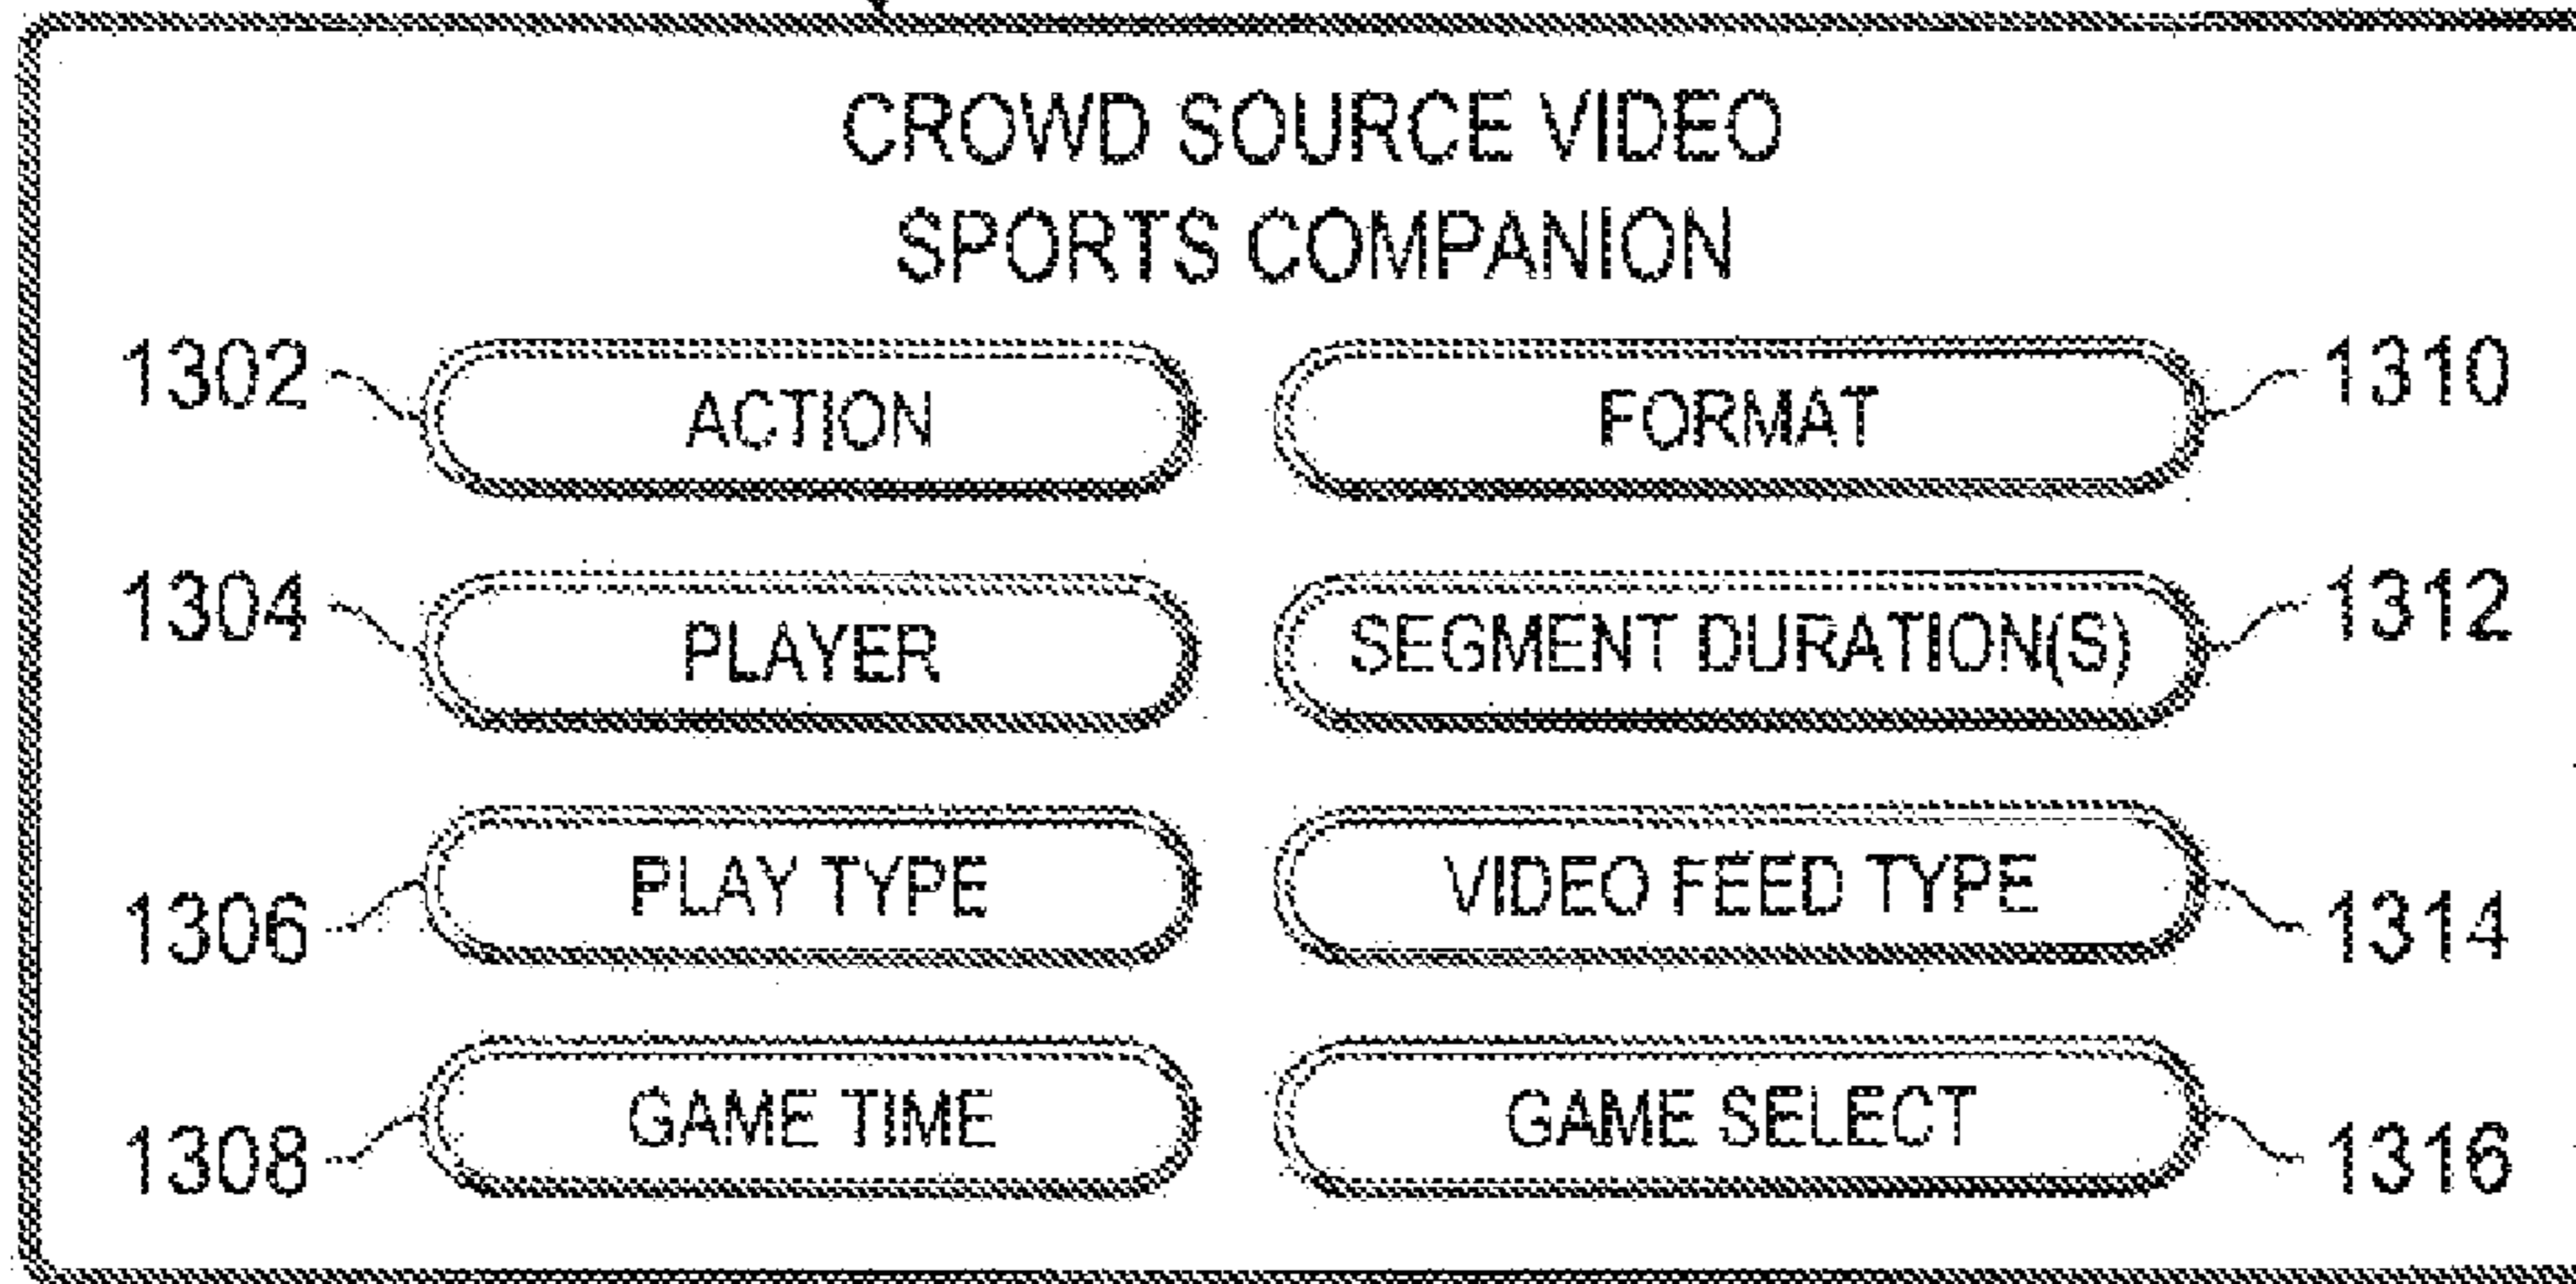 CROWD SOURCE VIDEO
SPORTS COMPANION
1302 ACTION FORMAT 1310
1304 PLAYER SEGMENT DURATION(S) 1312
1306 PLAY TYPE VIDEO FEED TYPE 1314
1308 GAME TIME GAME SELECT 1316